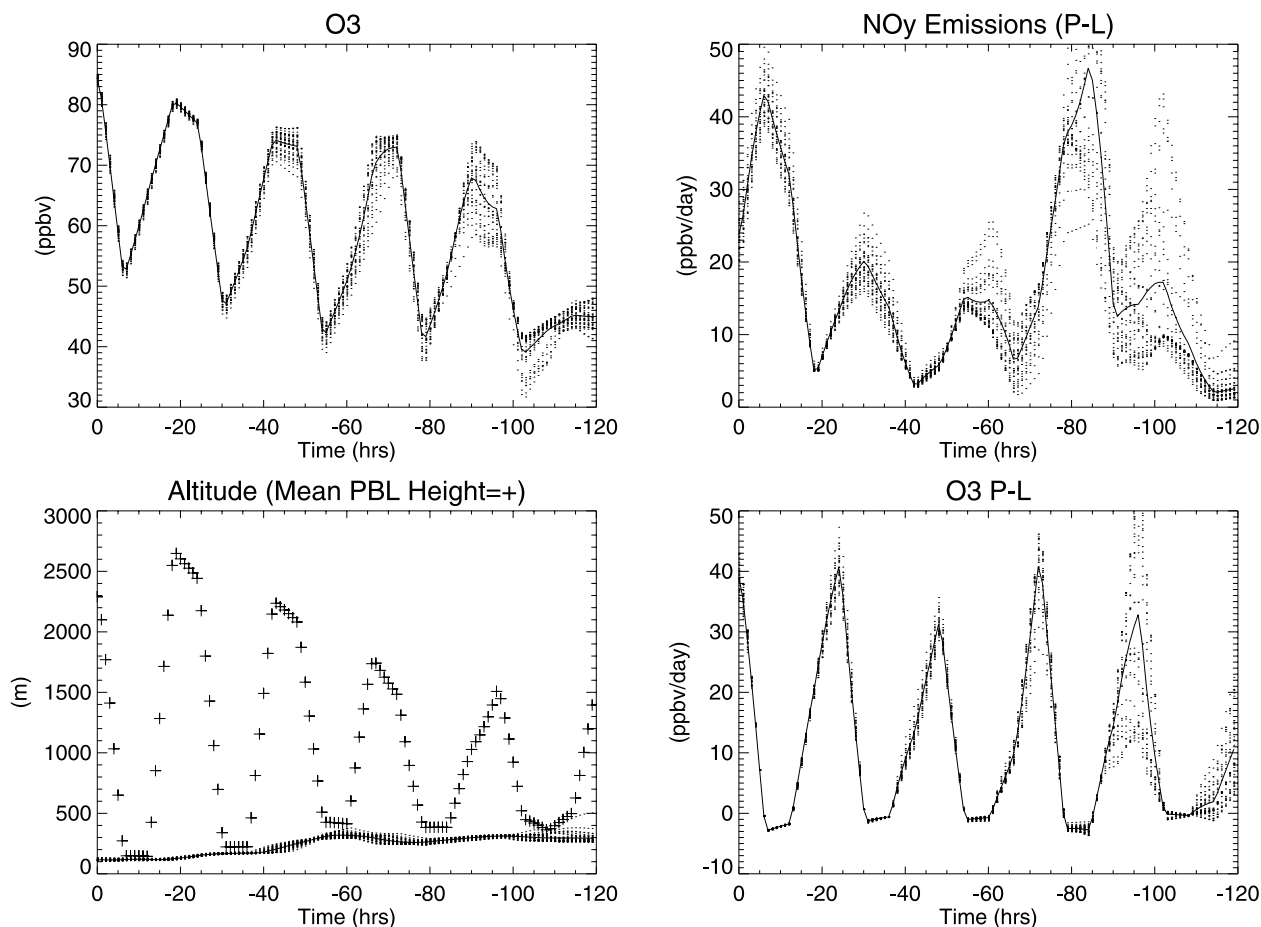 O3
90
80
70
60
50
40
30
(ppbv)
0 -20 -40 -60 -80 -100 -120
Time (hrs)
NOy Emissions (P-L)
50
40
30
20
10
0
(ppbv/day)
0 -20 -40 -60 -80 -100 -120
Time (hrs)
Altitude (Mean PBL Height=+)
3000
2500
2000
1500
1000
500
0
(m)
0 -20 -40 -60 -80 -100 -120
Time (hrs)
O3 P-L
50
40
30
20
10
0
-10
(ppbv/day)
0 -20 -40 -60 -80 -100 -120
Time (hrs)